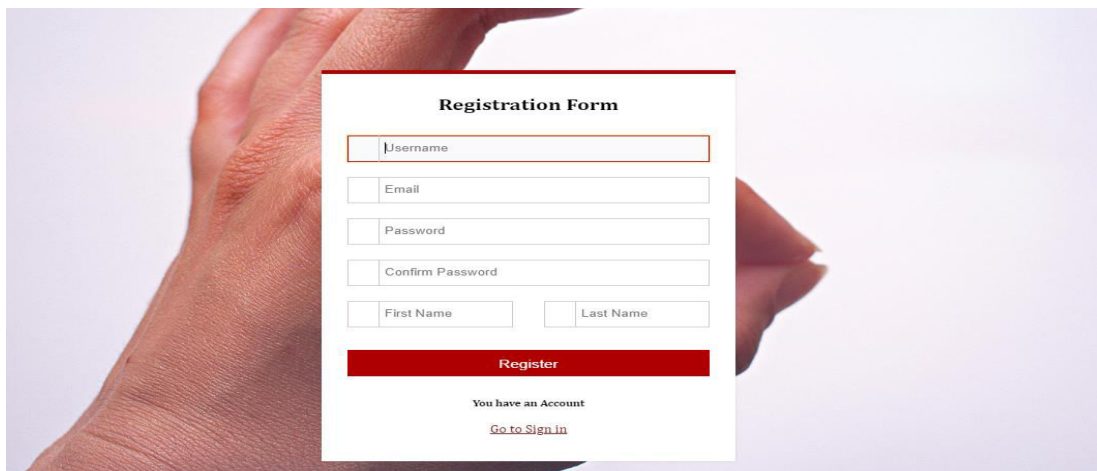 Registration Form
Username
Email
Password
Confirm Password
First Name Last Name
Register
You have an Account
Go to Sign in